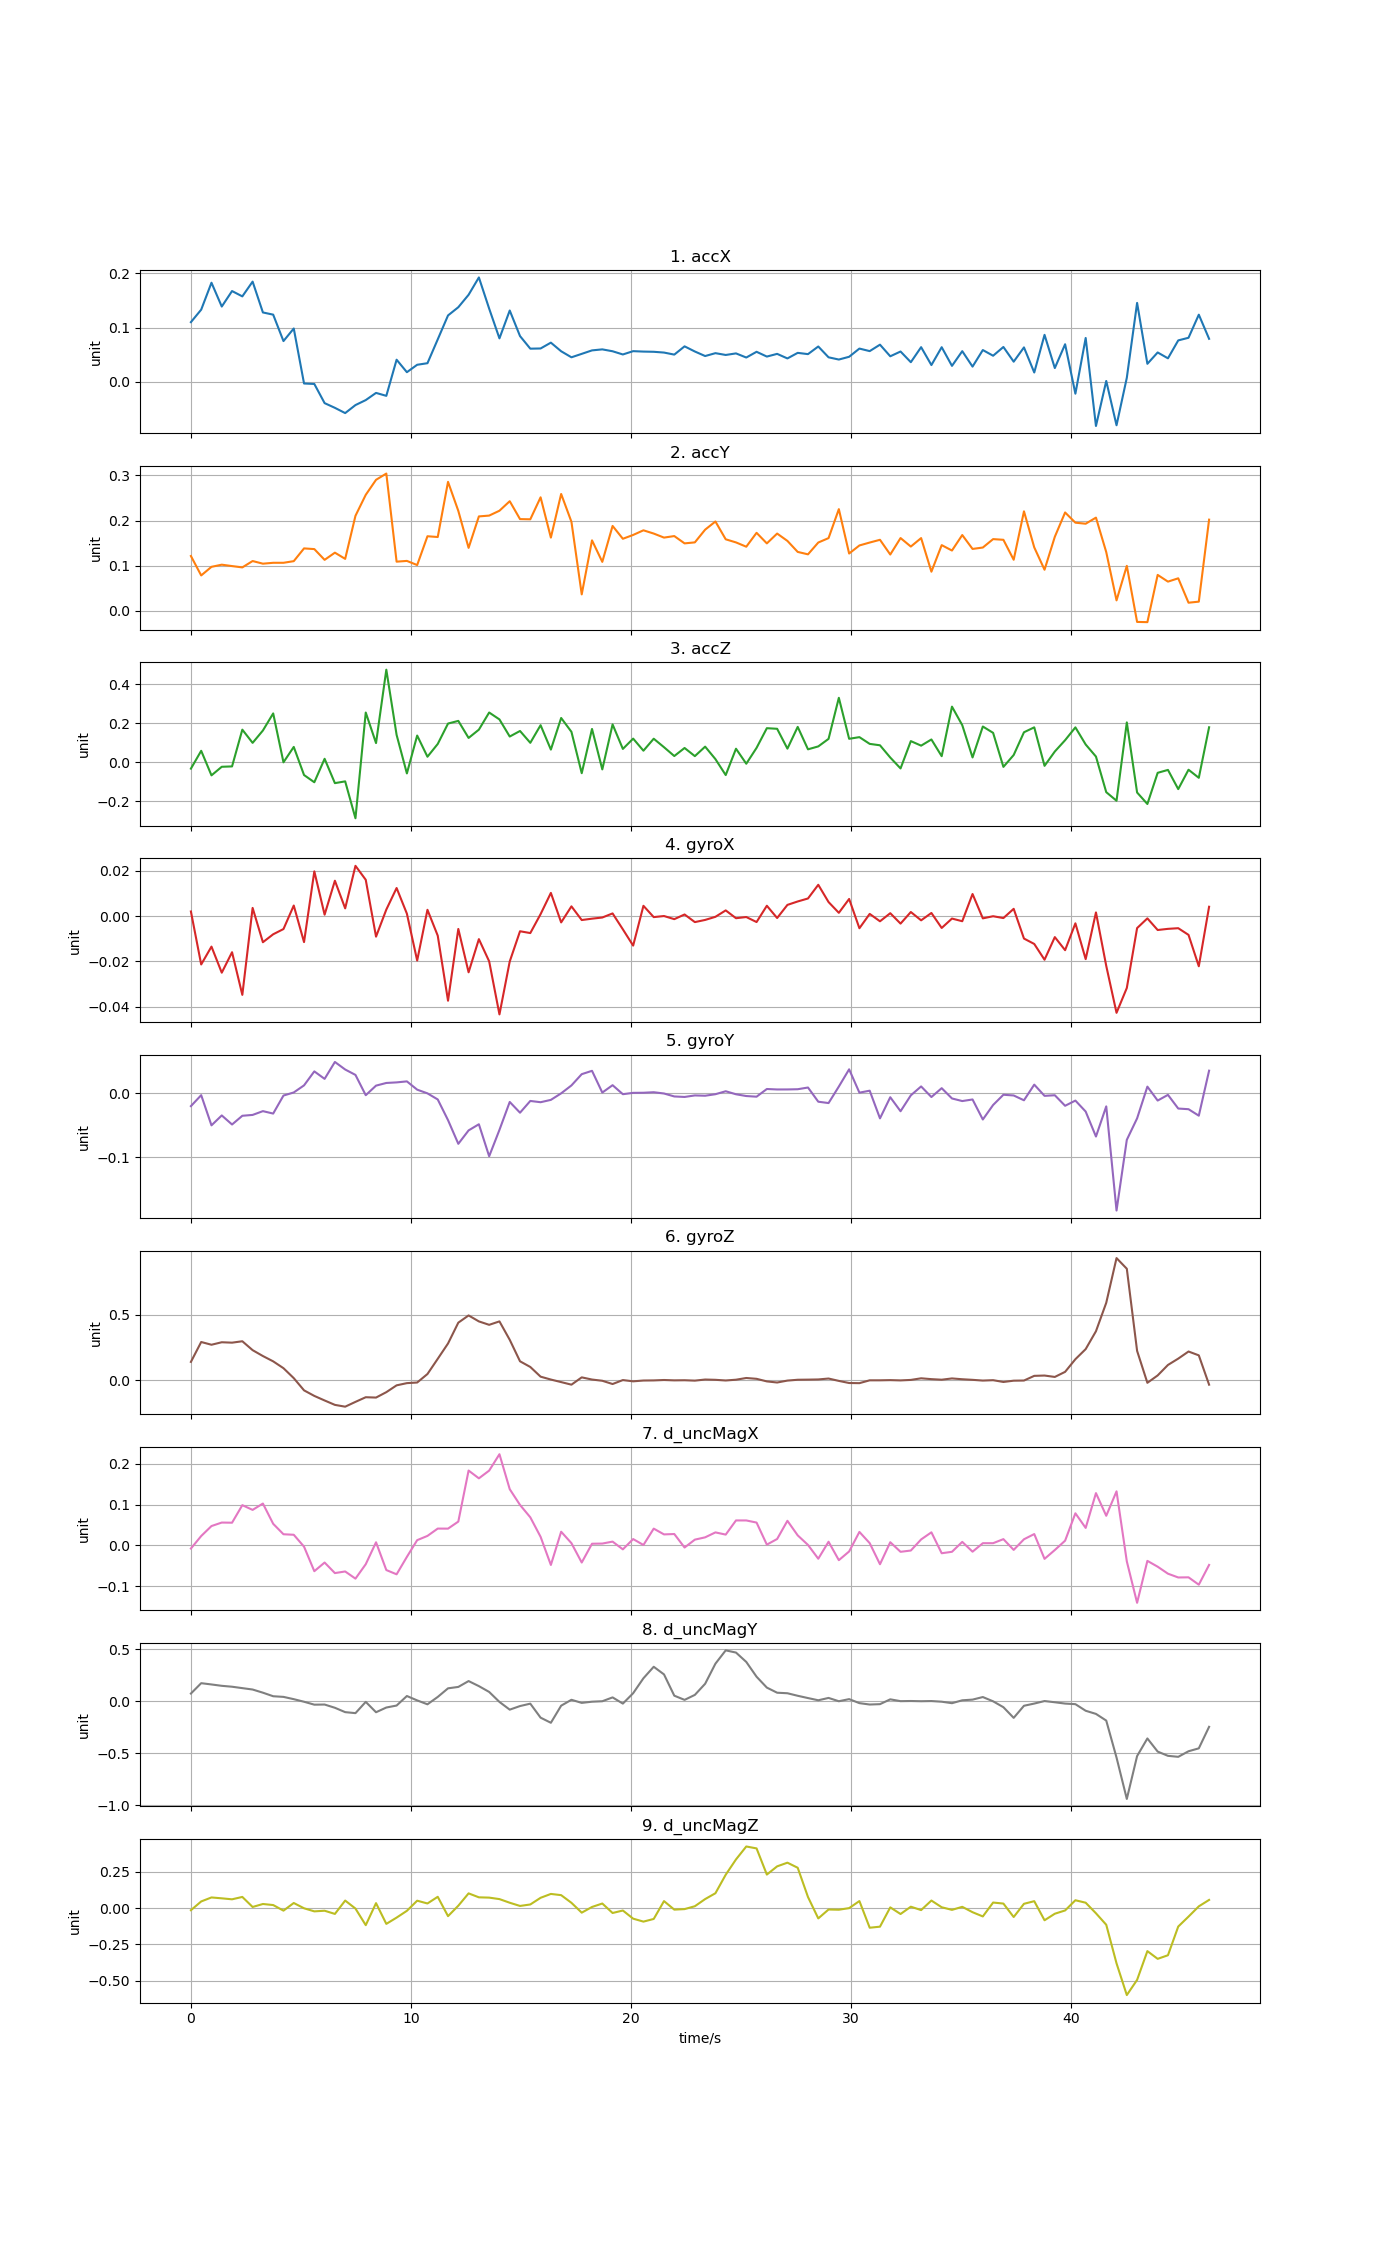 1. accX
0.2
0.1
0.0
unit
2. accY
0.3
0.2
0.1
0.0
unit
3. accZ
0.4
0.2
0.0
−0.2
unit
4. gyroX
0.02
0.00
−0.02
−0.04
unit
5. gyroY
0.0
−0.1
unit
6. gyroZ
0.5
0.0
unit
7. d_uncMagX
0.2
0.1
0.0
−0.1
unit
8. d_uncMagY
0.5
0.0
−0.5
−1.0
unit
9. d_uncMagZ
0.25
0.00
−0.25
−0.50
unit
0 10 20 30 40
time/s